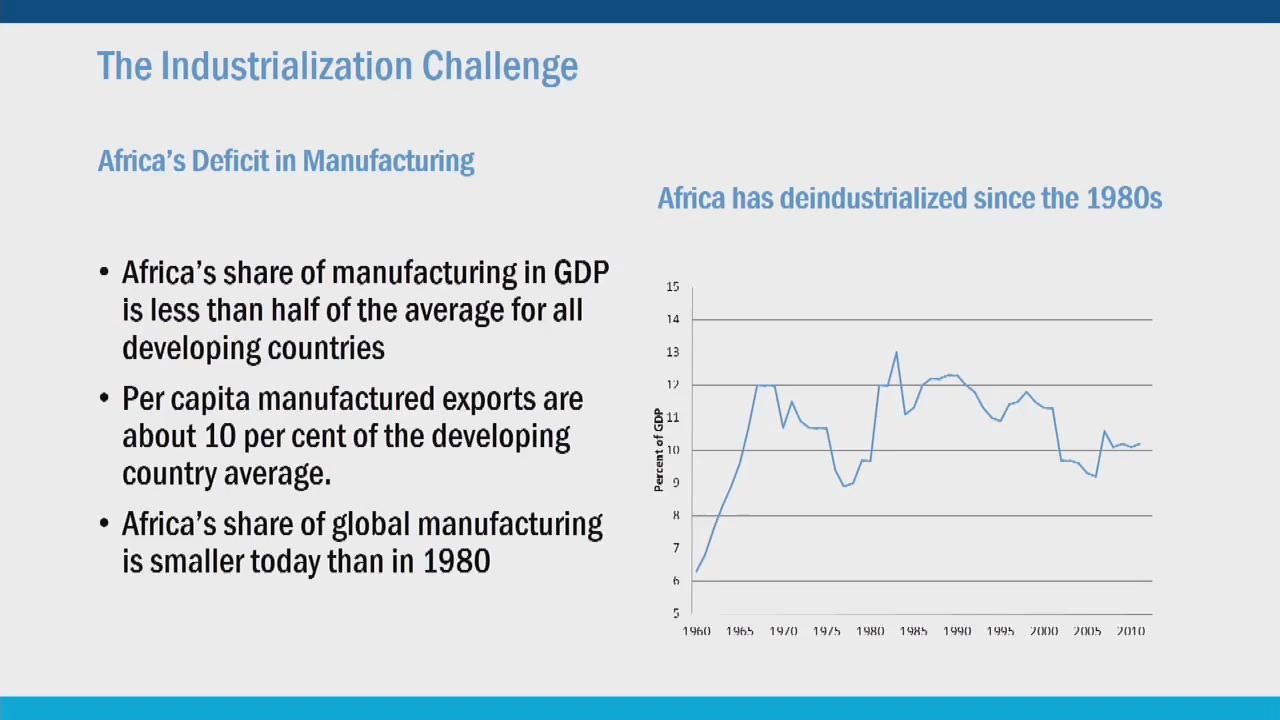 The Industrialization Challenge
Africa’s Deficit in Manufacturing
• Africa’s share of manufacturing in GDP
is less than half of the average for all
developing countries
• Per capita manufactured exports are
about 10 per cent of the developing
country average.
• Africa’s share of global manufacturing
is smaller today than in 1980
Africa has deindustrialized since the 1980s
Percent of GDP
15
14
13
12
11
10
9
8
7
6
5
1960 1965 1970 1975 1980 1985 1990 1995 2000 2005 2010